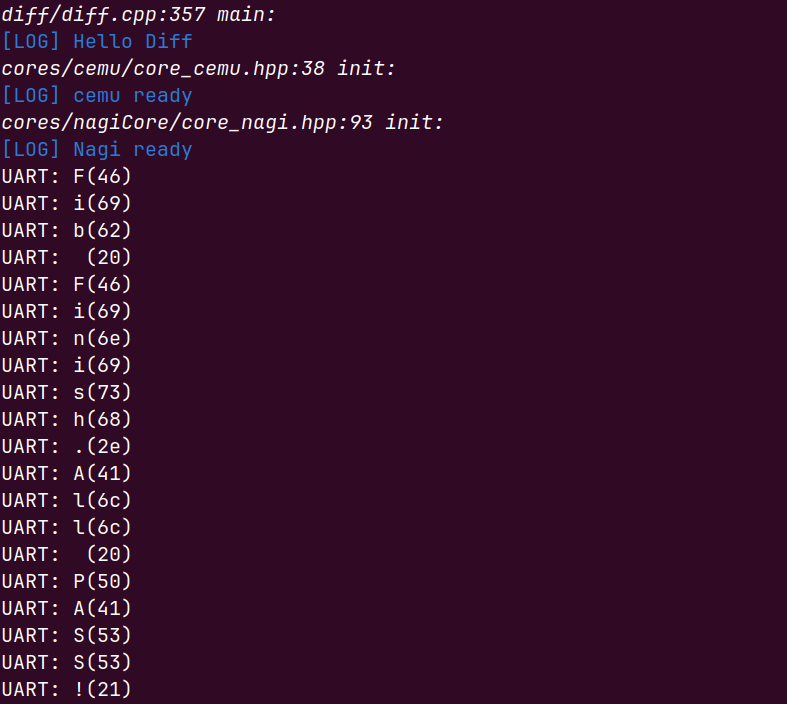 diff/diff.cpp:357 main:
[LOG] Hello Diff
cores/cemu/core_cemu.hpp:38 init:
[LOG] cemu ready
cores/nagiCore/core_nagi.hpp:93 init:
[LOG] Nagi ready
UART: F(46)
UART: i(69)
UART: b(62)
UART:  (20)
UART: F(46)
UART: i(69)
UART: n(6e)
UART: i(69)
UART: s(73)
UART: h(68)
UART: .(2e)
UART: A(41)
UART: l(6c)
UART: l(6c)
UART:  (20)
UART: P(50)
UART: A(41)
UART: S(53)
UART: S(53)
UART: !(21)